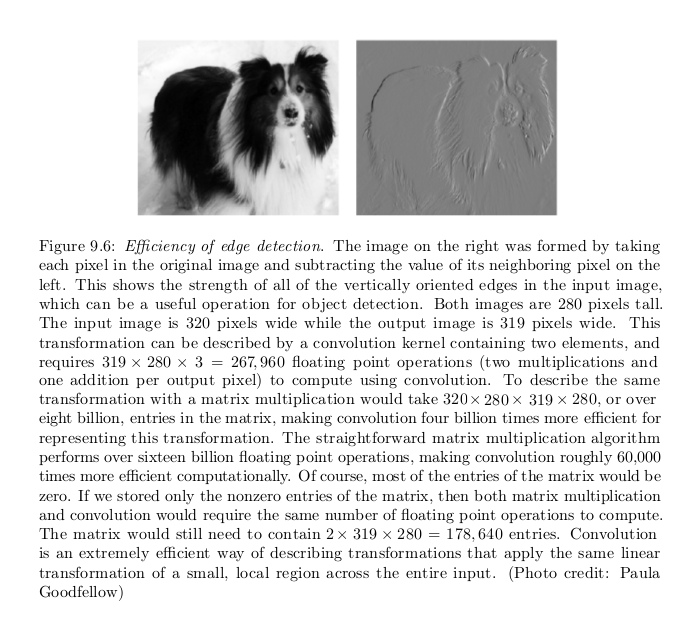 Figure 9.6: Efficiency of edge detection. The image on the right was formed by taking
each pixel in the original image and subtracting the value of its neighboring pixel on the
left. This shows the strength of all of the vertically oriented edges in the input image,
which can be a useful operation for object detection. Both images are 280 pixels tall.
The input image is 320 pixels wide while the output image is 319 pixels wide. This
transformation can be described by a convolution kernel containing two elements, and
requires 319 × 280 × 3 = 267,960 floating point operations (two multiplications and
one addition per output pixel) to compute using convolution. To describe the same
transformation with a matrix multiplication would take 320×280×319×280, or over
eight billion, entries in the matrix, making convolution four billion times more efficient for
representing this transformation. The straightforward matrix multiplication algorithm
performs over sixteen billion floating point operations, making convolution roughly 60,000
times more efficient computationally. Of course, most of the entries of the matrix would be
zero. If we stored only the nonzero entries of the matrix, then both matrix multiplication
and convolution would require the same number of floating point operations to compute.
The matrix would still need to contain 2 × 319 × 280 = 178,640 entries. Convolution
is an extremely efficient way of describing transformations that apply the same linear
transformation of a small, local region across the entire input. (Photo credit: Paula
Goodfellow)